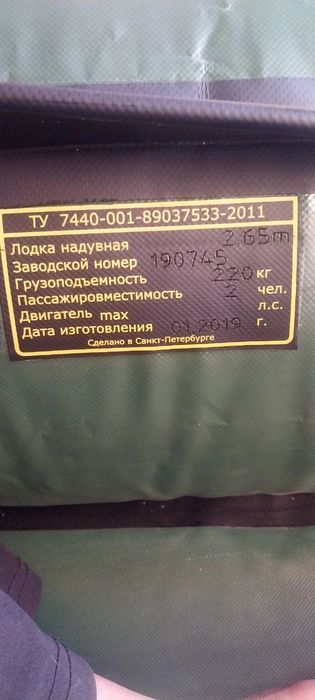 ТУ 7440-001-89037533-2011
Лодка надувная 2,65m
Заводской номер 190745
Грузоподъемность 220 кг
Пассажировместимость 2 чел.
Двигатель max л.с.
Дата изготовления 01.2019 г.
Сделано в Санкт-Петербурге